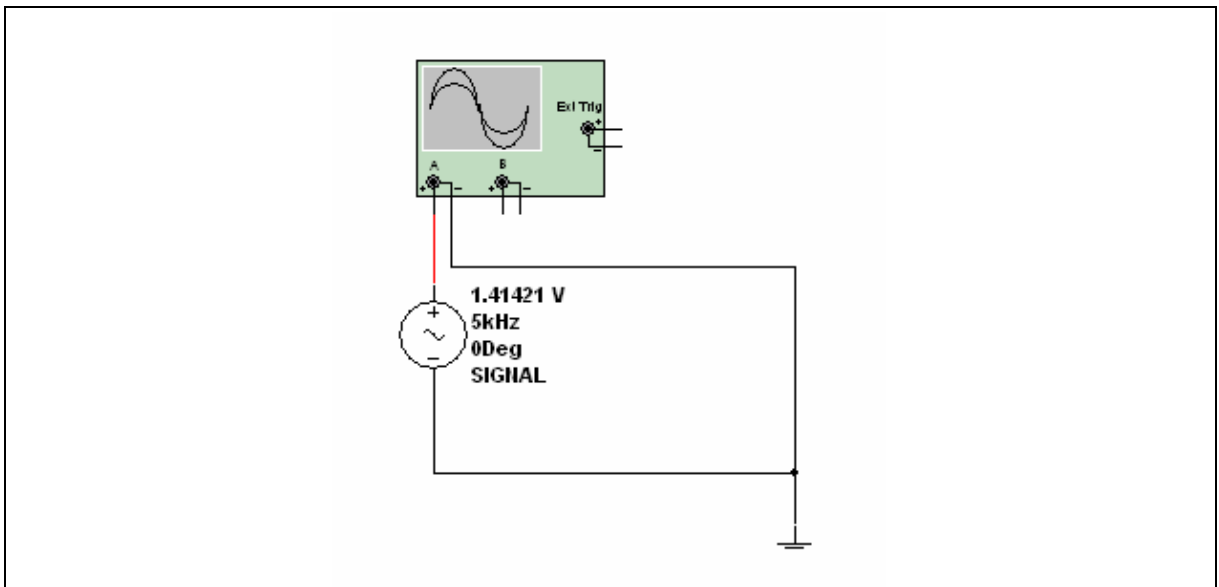 Ext Trig
+
−
A
B
+
−
+
−
1.41421 V
5kHz
0Deg
SIGNAL
+
−